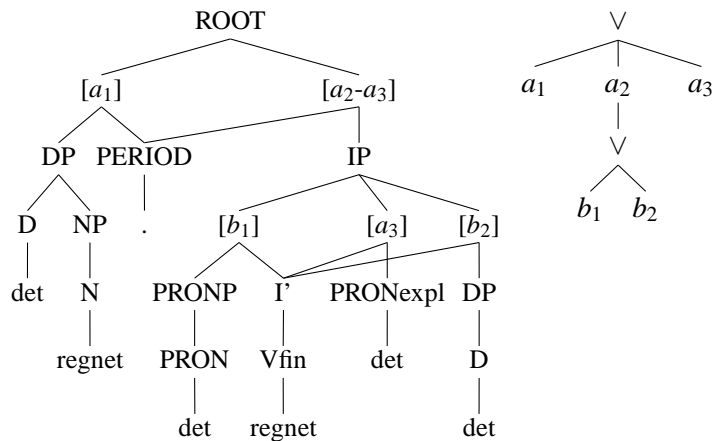 ROOT ∨
[a₁] [a₂-a₃] a₁ a₂ a₃
DP PERIOD IP ∨
D NP . [b₁] [a₃] [b₂] b₁ b₂
det N PRONP I’ PRONexpl DP
regnet PRON Vfin det D
det regnet det